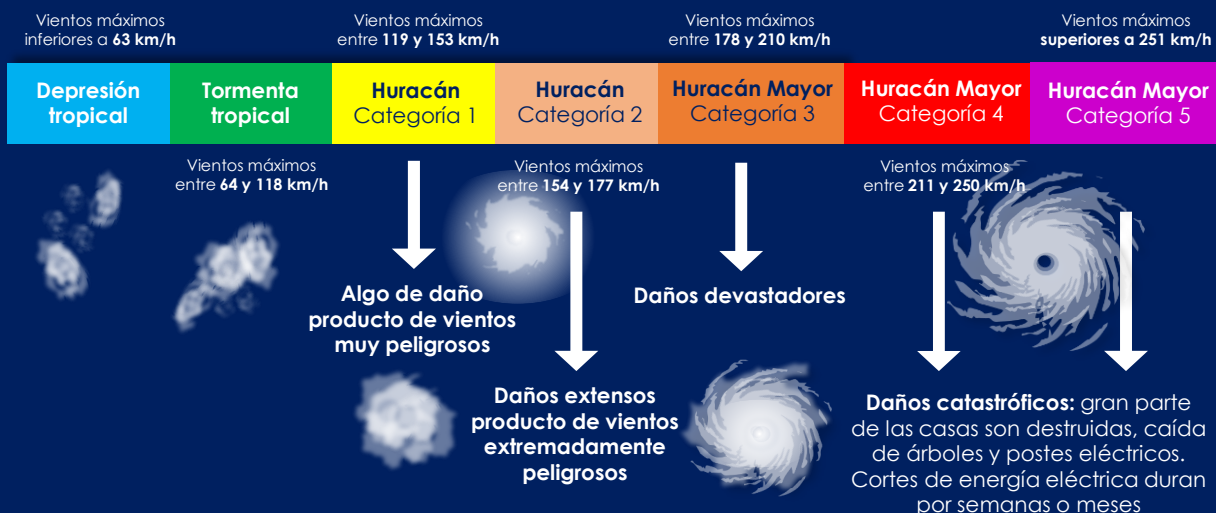 Vientos máximos
inferiores a 63 km/h
Vientos máximos
entre 119 y 153 km/h
Vientos máximos
entre 178 y 210 km/h
Vientos máximos
superiores a 251 km/h
Depresión
tropical
Tormenta
tropical
Huracán
Categoría 1
Huracán
Categoría 2
Huracán Mayor
Categoría 3
Huracán Mayor
Categoría 4
Huracán Mayor
Categoría 5
Vientos máximos
entre 64 y 118 km/h
Vientos máximos
entre 154 y 177 km/h
Vientos máximos
entre 211 y 250 km/h
Algo de daño
producto de vientos
muy peligrosos
Daños extensos
producto de vientos
extremadamente
peligrosos
Daños devastadores
Daños catastróficos: gran parte
de las casas son destruidas, caída
de árboles y postes eléctricos.
Cortes de energía eléctrica duran
por semanas o meses